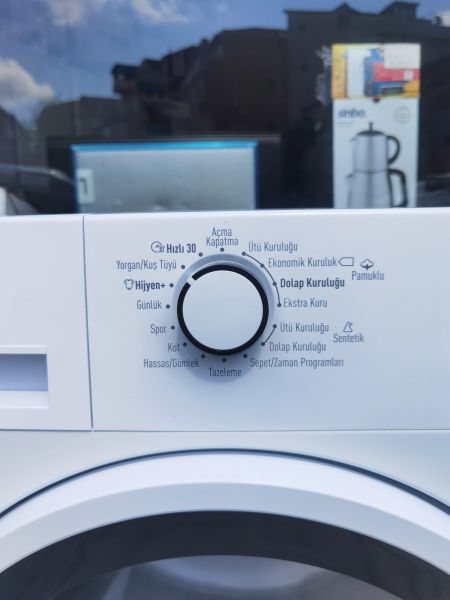 sinbo
Açma
Kapatma
Hızlı 30
Yorgan/Kuş Tüyü
Hijyen+
Günlük
Spor
Kot
Hassas/Gömlek
Tazeleme
Ütü Kuruluğu
Ekonomik Kuruluk
Pamuklu
Dolap Kuruluğu
Ekstra Kuru
Ütü Kuruluğu
Sentetik
Dolap Kuruluğu
Sepet/Zaman Programları